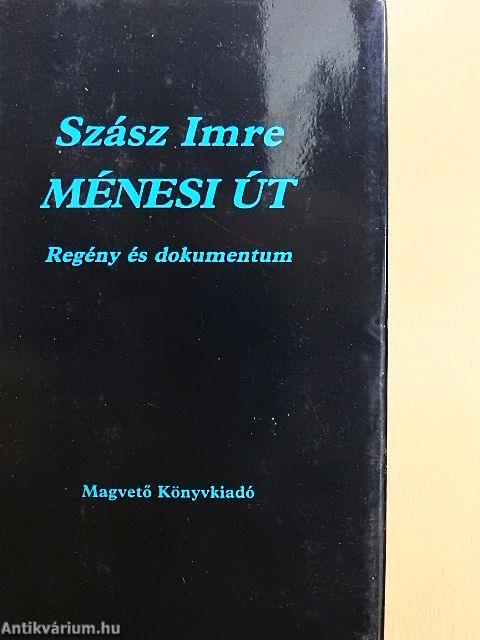 Szász Imre
MÉNESI ÚT
Regény és dokumentum
Magvető Könyvkiadó
Antikvárium.hu